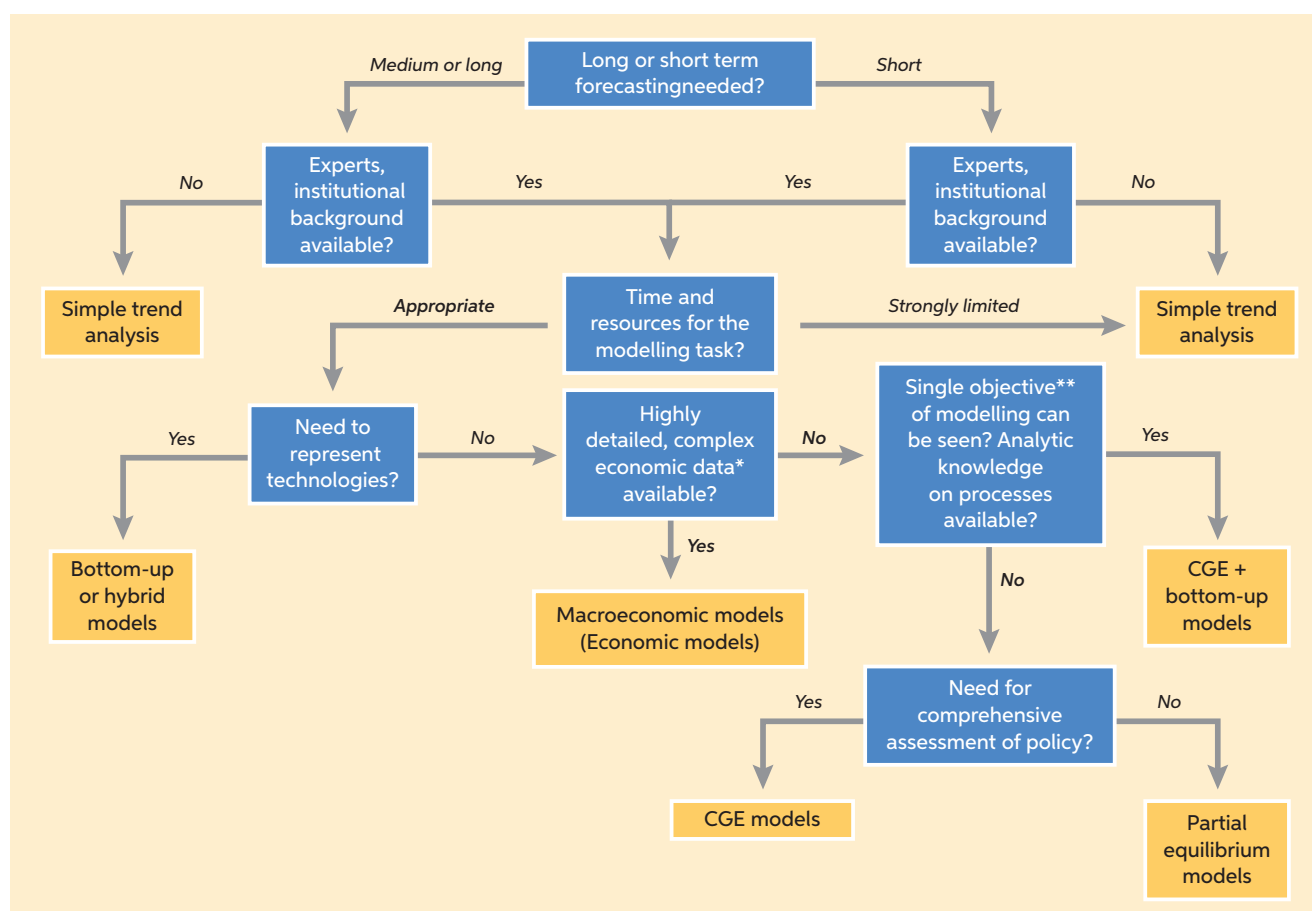 Long or short term
forecastingneeded?
Medium or long
Short
Experts,
institutional
background
available?
No
Yes
Yes
Experts,
institutional
background
available?
No
Simple trend
analysis
Appropriate
Time and
resources for the
modelling task?
Strongly limited
Simple trend
analysis
Yes
Need to
represent
technologies?
No
Highly
detailed, complex
economic data*
available?
No
Single objective**
of modelling can
be seen? Analytic
knowledge
on processes
available?
Yes
Yes
No
Bottom-up
or hybrid
models
Macroeconomic models
(Economic models)
CGE +
bottom-up
models
Yes
Need for
comprehensive
assessment of policy?
No
CGE models
Partial
equilibrium
models